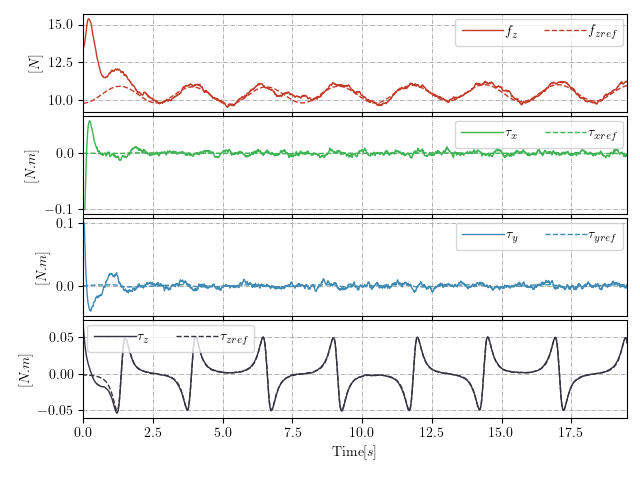 15.0
12.5
10.0
[N]
f_z
f_zref
0.0
−0.1
[N.m]
τ_x
τ_xref
0.1
0.0
[N.m]
τ_y
τ_yref
0.05
0.00
−0.05
[N.m]
τ_z
τ_zref
0.0 2.5 5.0 7.5 10.0 12.5 15.0 17.5
Time[s]